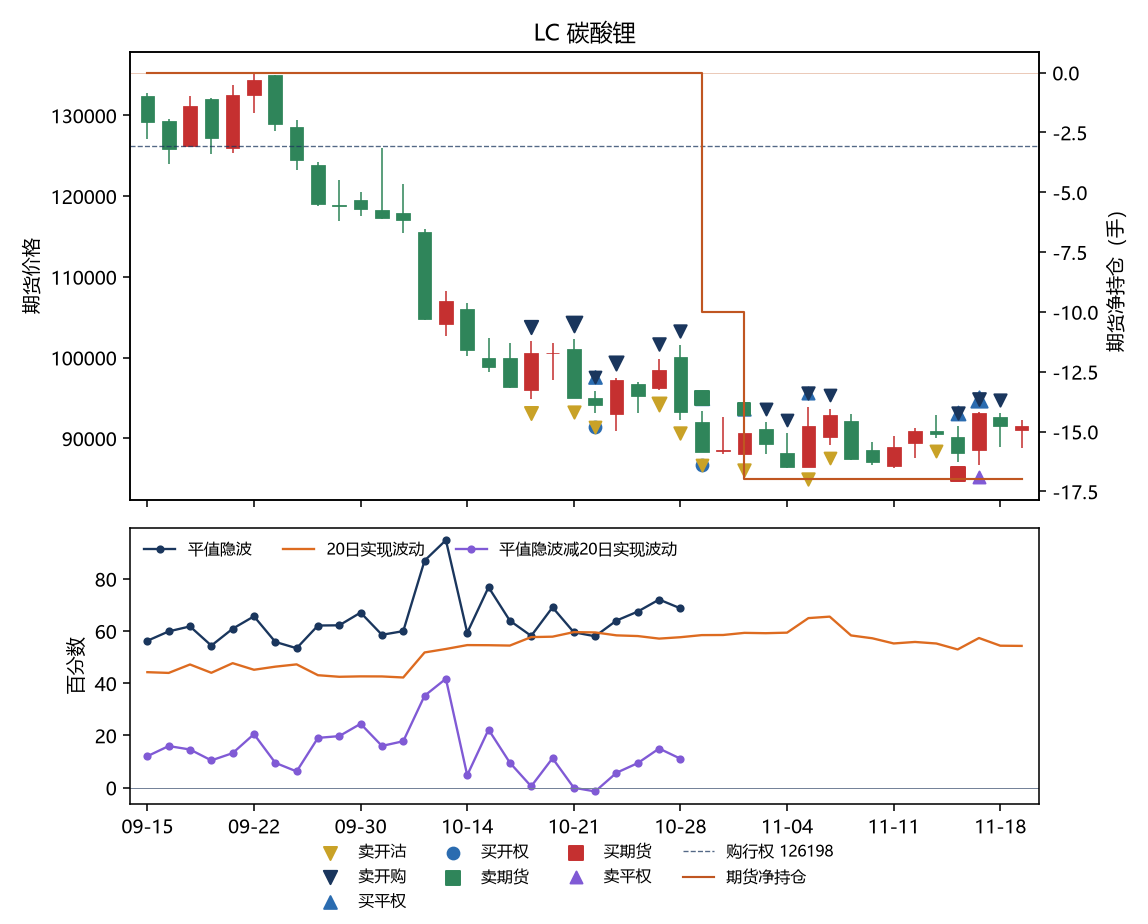 LC 碳酸锂
期货价格
130000
120000
110000
100000
90000
期货净持仓（手）
0.0
-2.5
-5.0
-7.5
-10.0
-12.5
-15.0
-17.5
平值隐波
20日实现波动
平值隐波减20日实现波动
百分数
80
60
40
20
0
09-15 09-22 09-30 10-14 10-21 10-28 11-04 11-11 11-18
卖开沽 买开权 买期货 购行权 126198
卖开购 卖期货 卖平权 期货净持仓
买平权